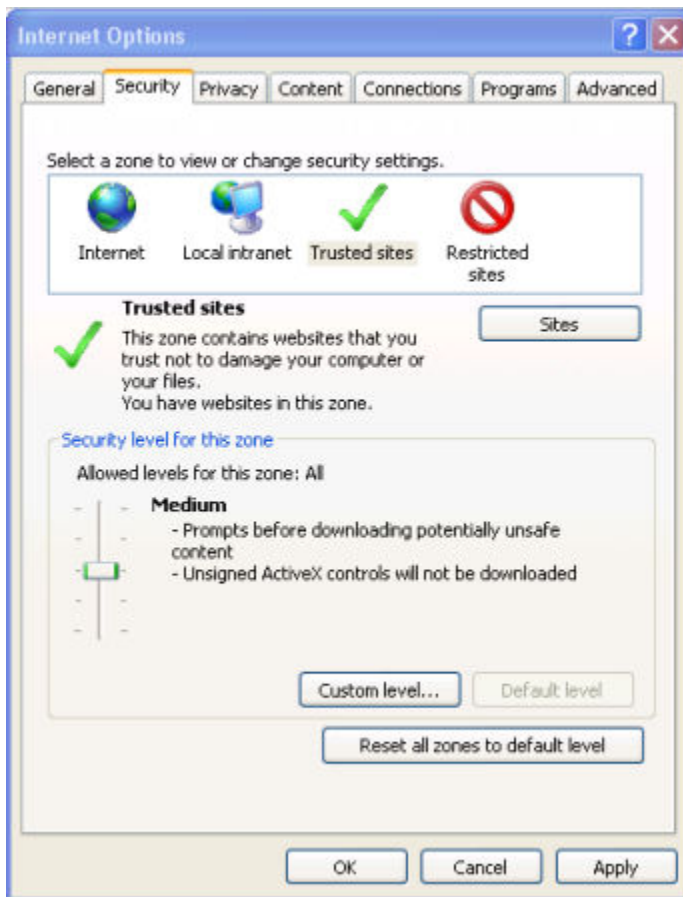 Internet Options
General Security Privacy Content Connections Programs Advanced
Select a zone to view or change security settings.
Internet Local intranet Trusted sites Restricted
sites
Trusted sites
Sites
This zone contains websites that you
trust not to damage your computer or
your files.
You have websites in this zone.
Security level for this zone
Allowed levels for this zone: All
Medium
- Prompts before downloading potentially unsafe
content
- Unsigned ActiveX controls will not be downloaded
Custom level... Default level
Reset all zones to default level
OK Cancel Apply